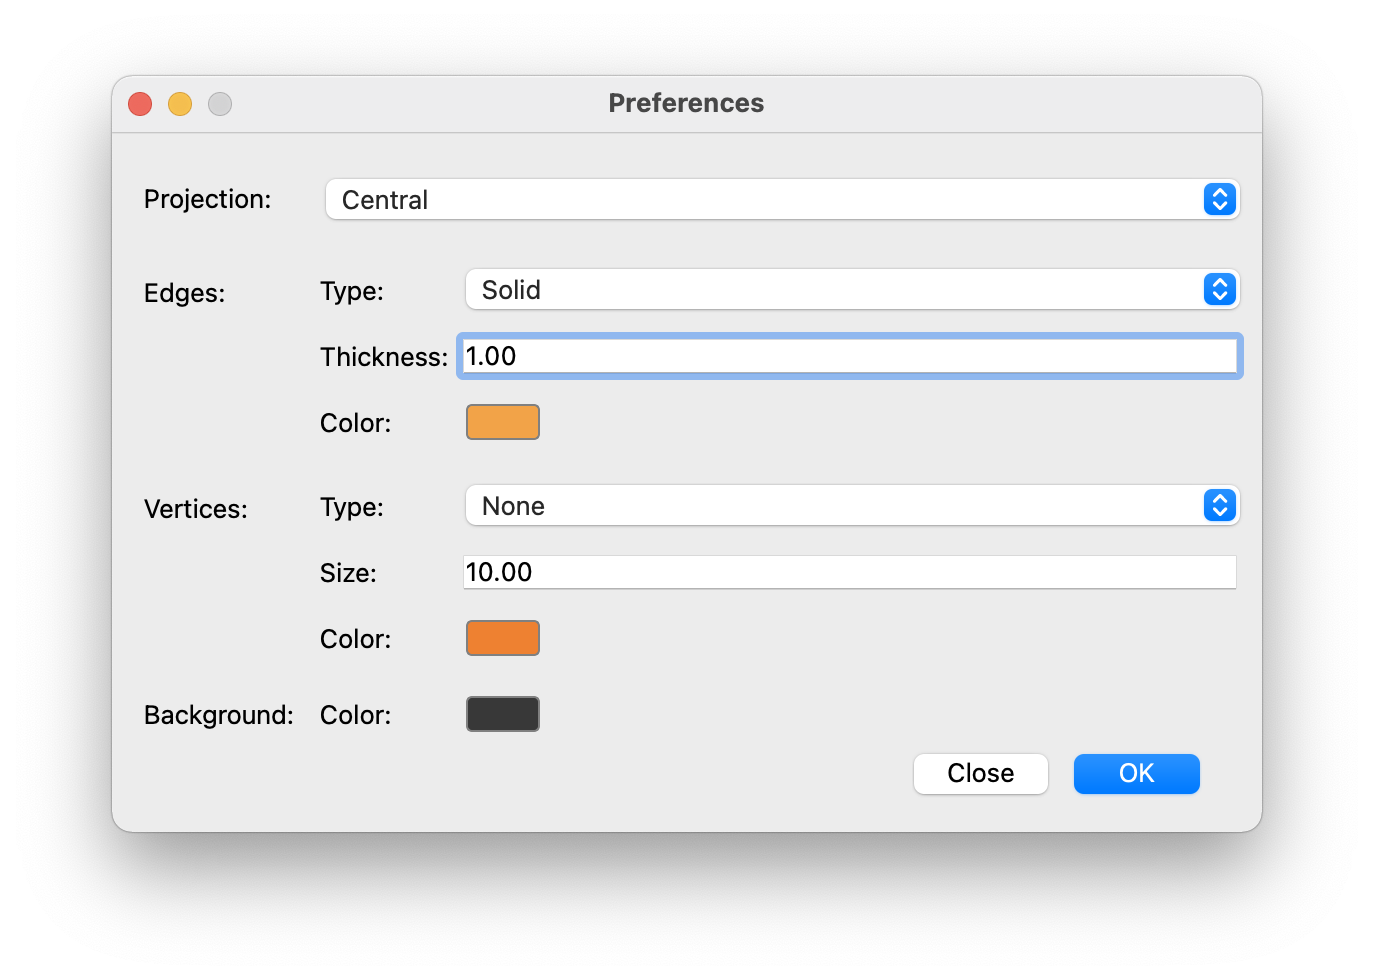 Preferences
Projection: Central
Edges: Type: Solid
Thickness: 1.00
Color:
Vertices: Type: None
Size: 10.00
Color:
Background: Color:
Close OK